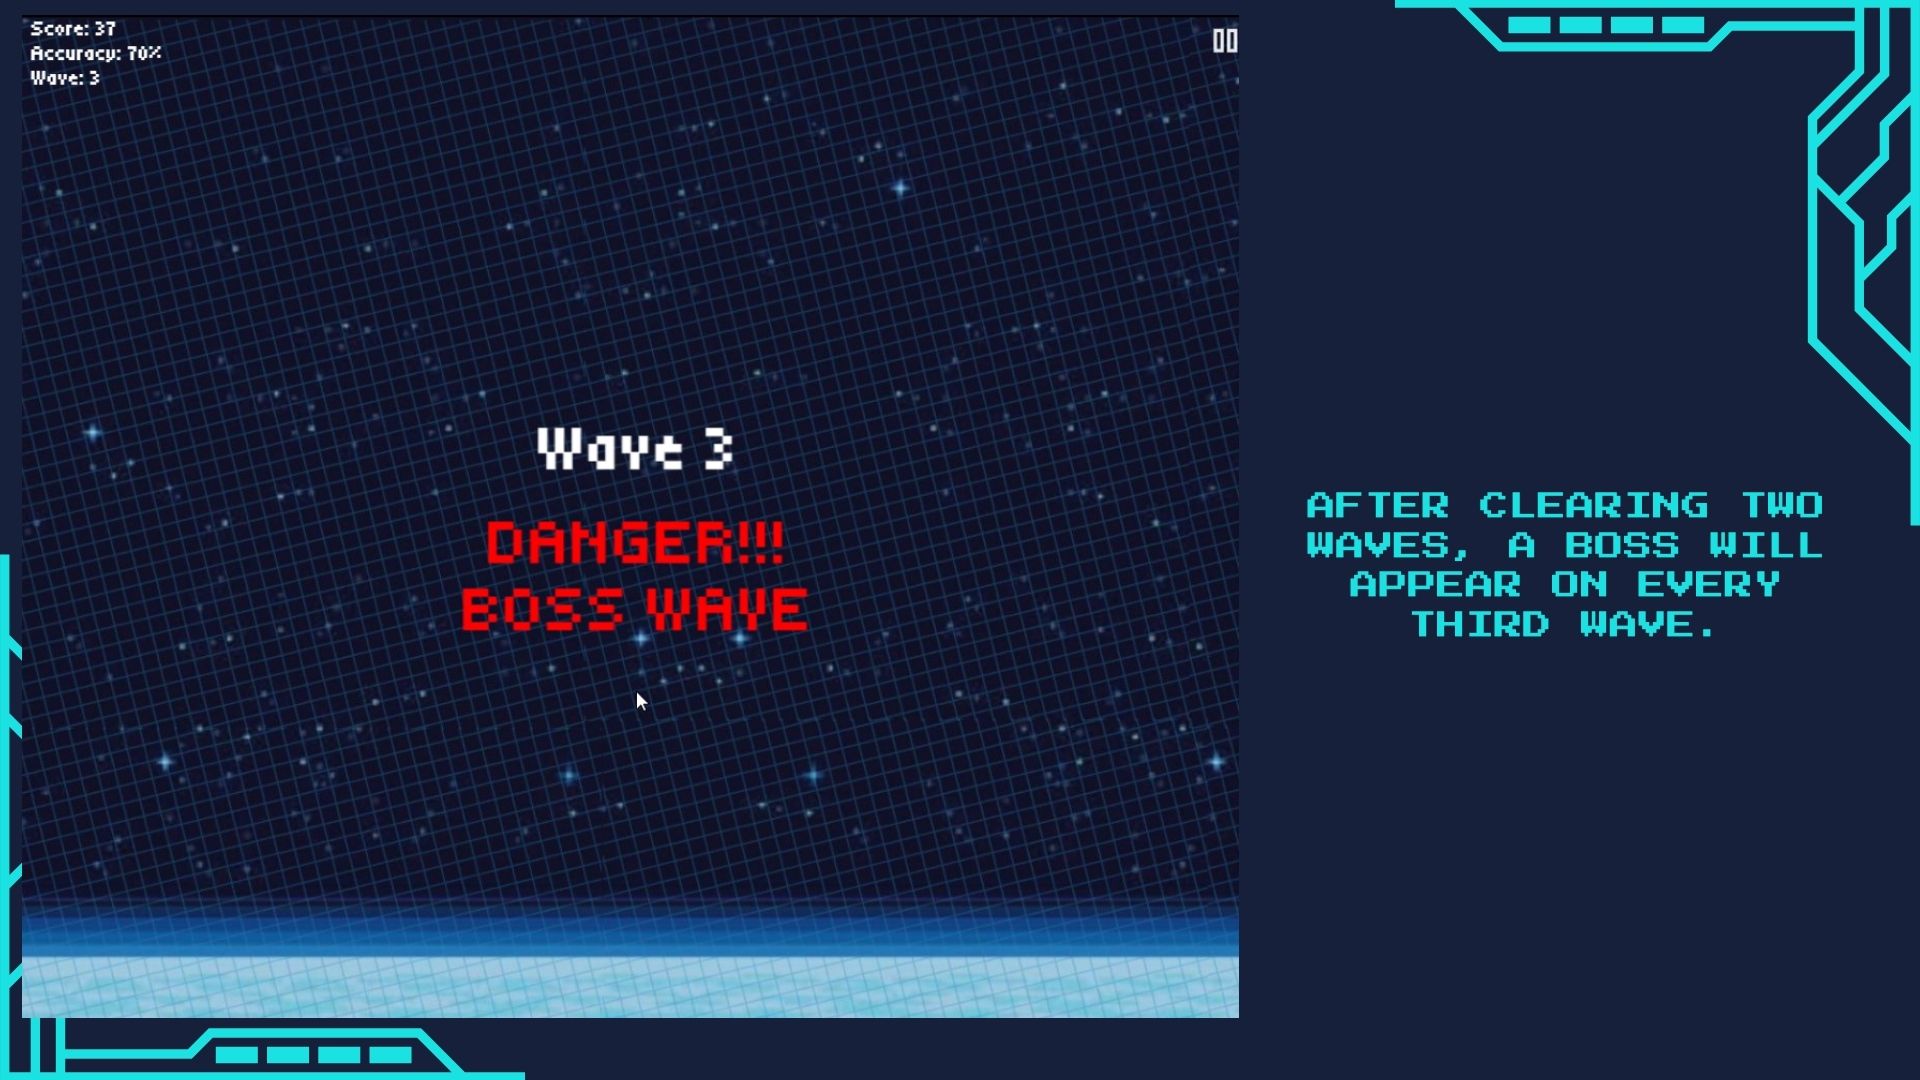 Score: 37
Accuracy: 70%
Wave: 3
Wave 3
DANGER!!!
BOSS WAVE
AFTER CLEARING TWO
WAVES, A BOSS WILL
APPEAR ON EVERY
THIRD WAVE.